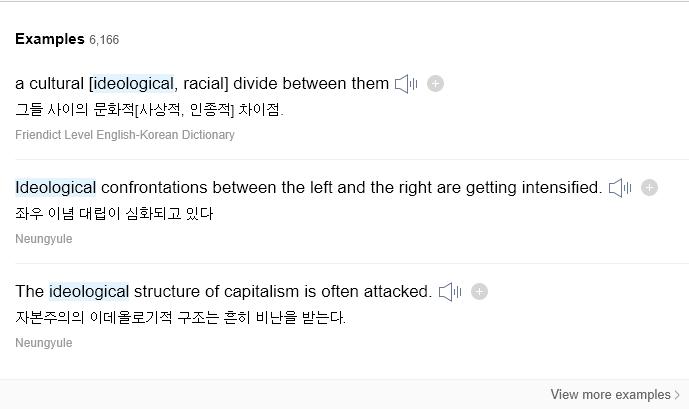 Examples 6,166
a cultural [ideological, racial] divide between them
그들 사이의 문화적[사상적, 인종적] 차이점.
Friendict Level English-Korean Dictionary
Ideological confrontations between the left and the right are getting intensified.
좌우 이념 대립이 심화되고 있다
Neungyule
The ideological structure of capitalism is often attacked.
자본주의의 이데올로기적 구조는 흔히 비난을 받는다.
Neungyule
View more examples